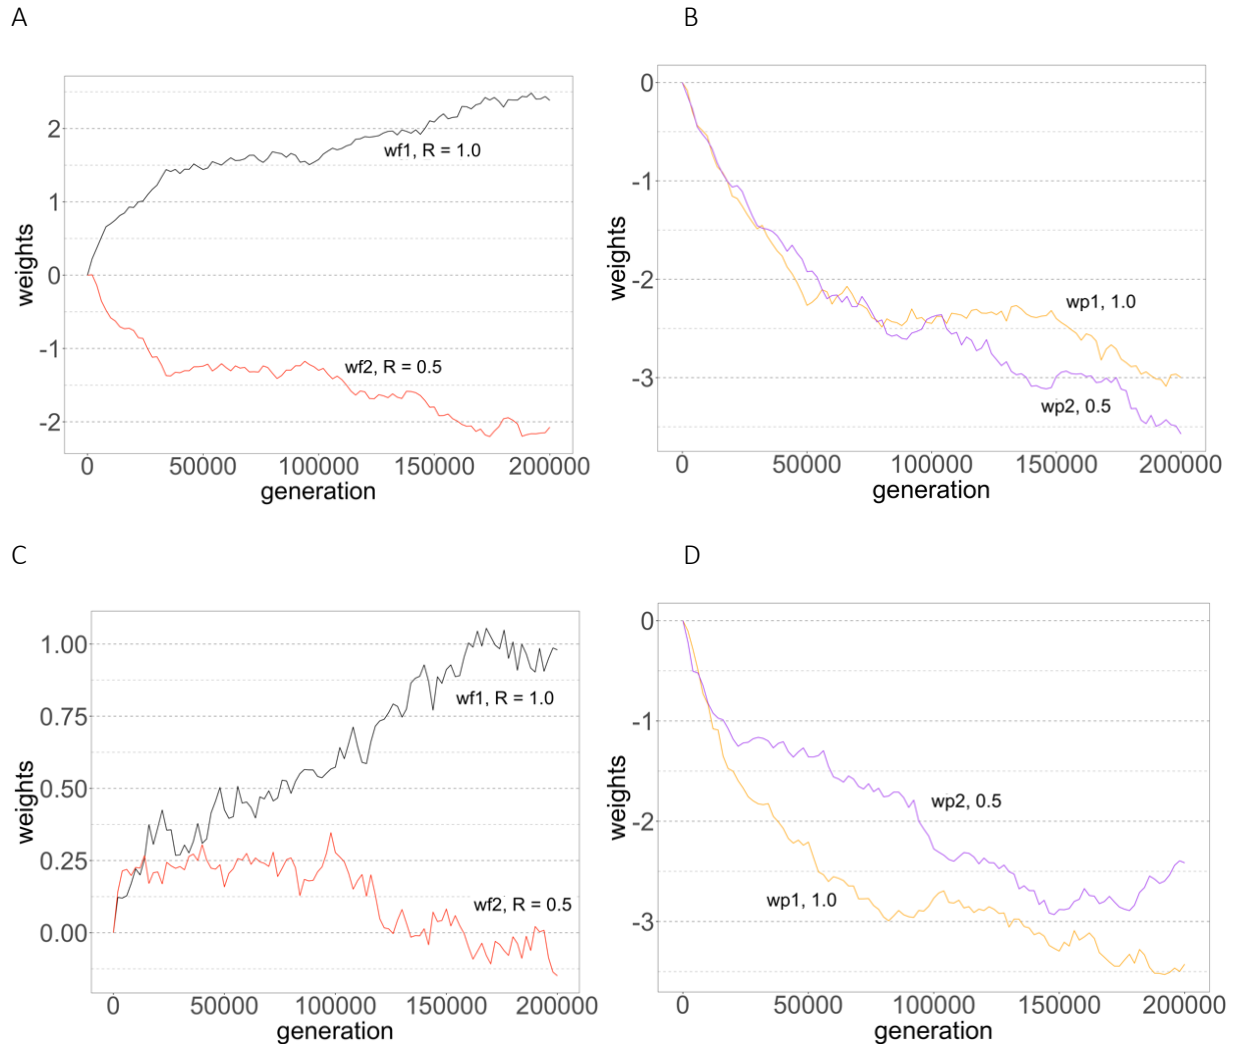 A
B
weights
2
1
0
-1
-2
wf1, R = 1.0
wf2, R = 0.5
0
50000
100000
150000
200000
generation
weights
0
-1
-2
-3
wp1, 1.0
wp2, 0.5
0
50000
100000
150000
200000
generation
C
D
weights
1.00
0.75
0.50
0.25
0.00
wf1, R = 1.0
wf2, R = 0.5
0
50000
100000
150000
200000
generation
weights
0
-1
-2
-3
wp2, 0.5
wp1, 1.0
0
50000
100000
150000
200000
generation